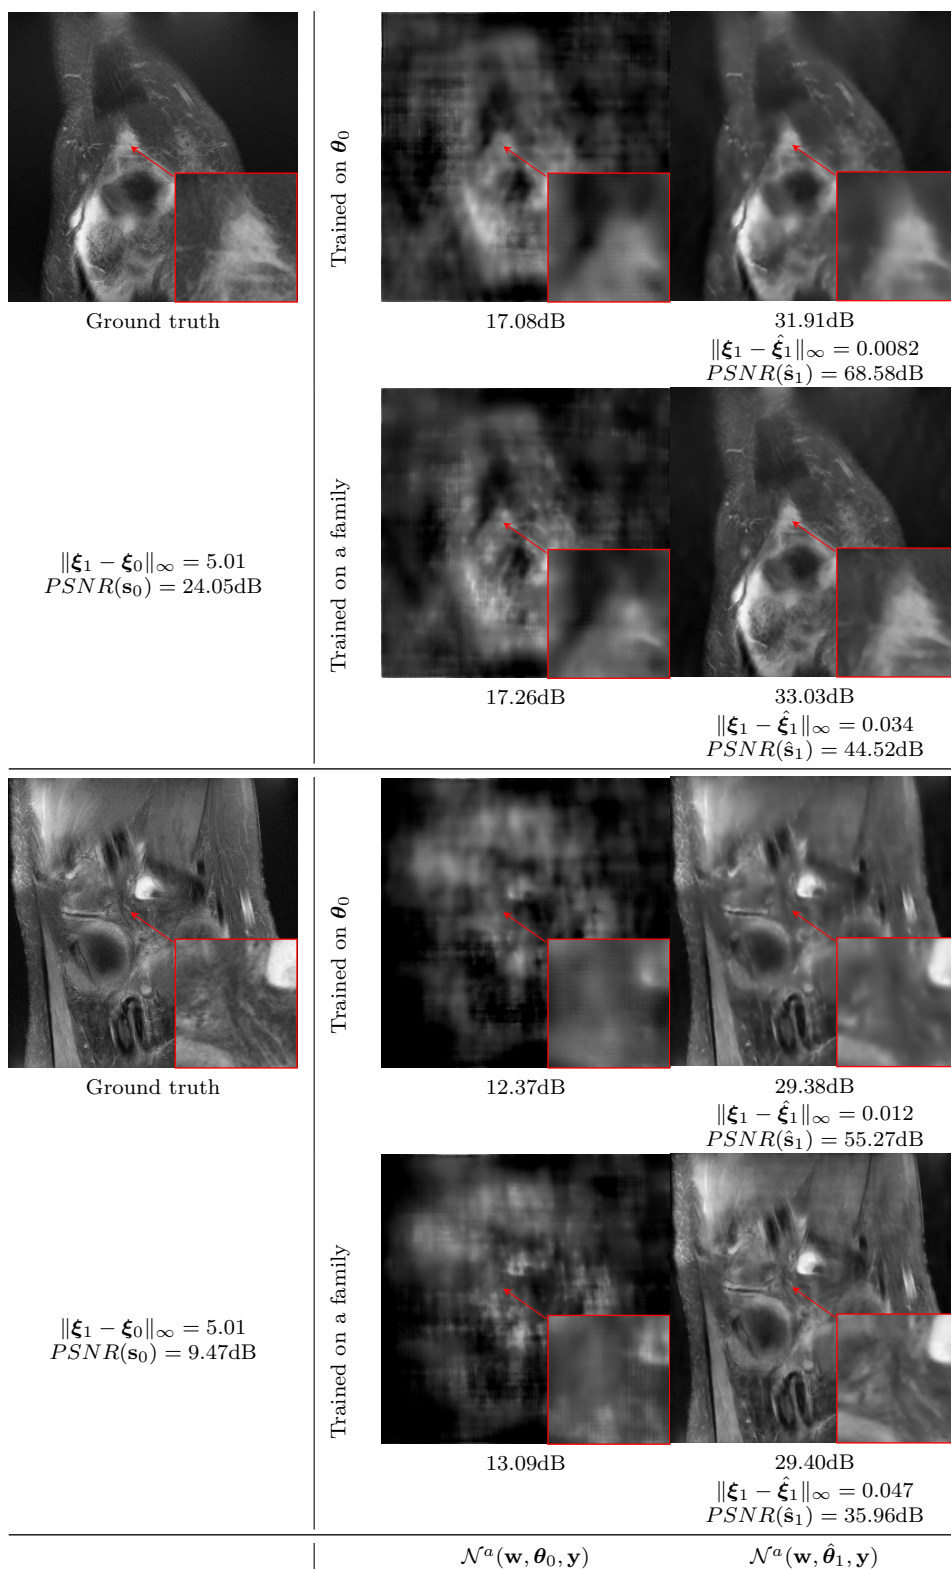 Trained on θ₀
Ground truth
17.08dB
31.91dB
‖ξ₁ − ξ̂₁‖∞ = 0.0082
PSNR(ŝ₁) = 68.58dB
Trained on a family
‖ξ₁ − ξ₀‖∞ = 5.01
PSNR(s₀) = 24.05dB
17.26dB
33.03dB
‖ξ₁ − ξ̂₁‖∞ = 0.034
PSNR(ŝ₁) = 44.52dB
Trained on θ₀
Ground truth
12.37dB
29.38dB
‖ξ₁ − ξ̂₁‖∞ = 0.012
PSNR(ŝ₁) = 55.27dB
Trained on a family
‖ξ₁ − ξ₀‖∞ = 5.01
PSNR(s₀) = 9.47dB
13.09dB
29.40dB
‖ξ₁ − ξ̂₁‖∞ = 0.047
PSNR(ŝ₁) = 35.96dB
𝒩ᵃ(w, θ₀, y)
𝒩ᵃ(w, θ̂₁, y)